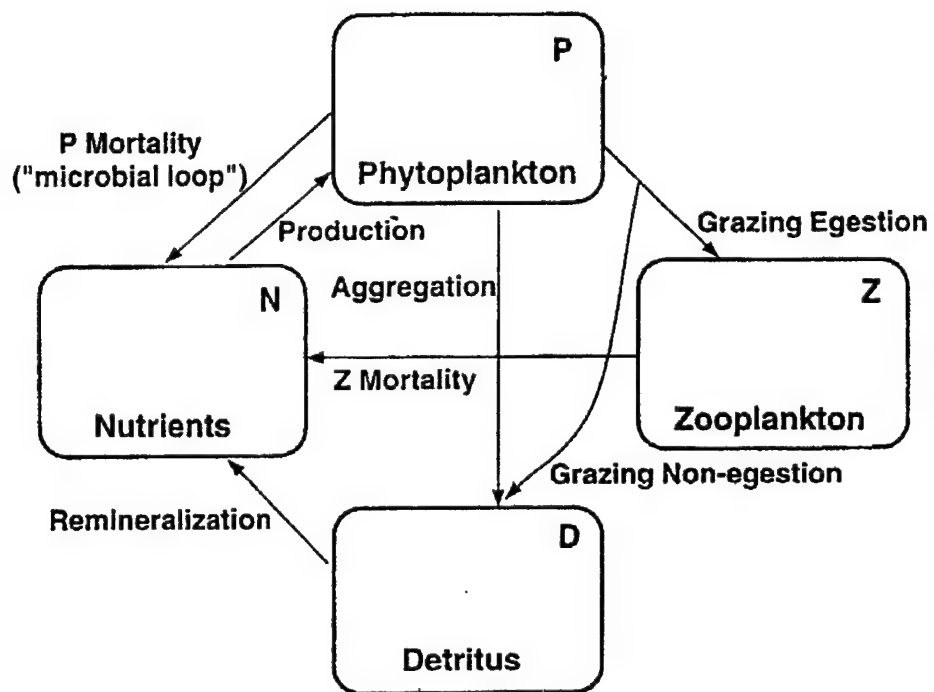 P
Phytoplankton
P Mortality
("microbial loop")
Production
Grazing Egestion
Aggregation
N
Nutrients
Z
Zooplankton
Z Mortality
Grazing Non-egestion
Remineralization
D
Detritus